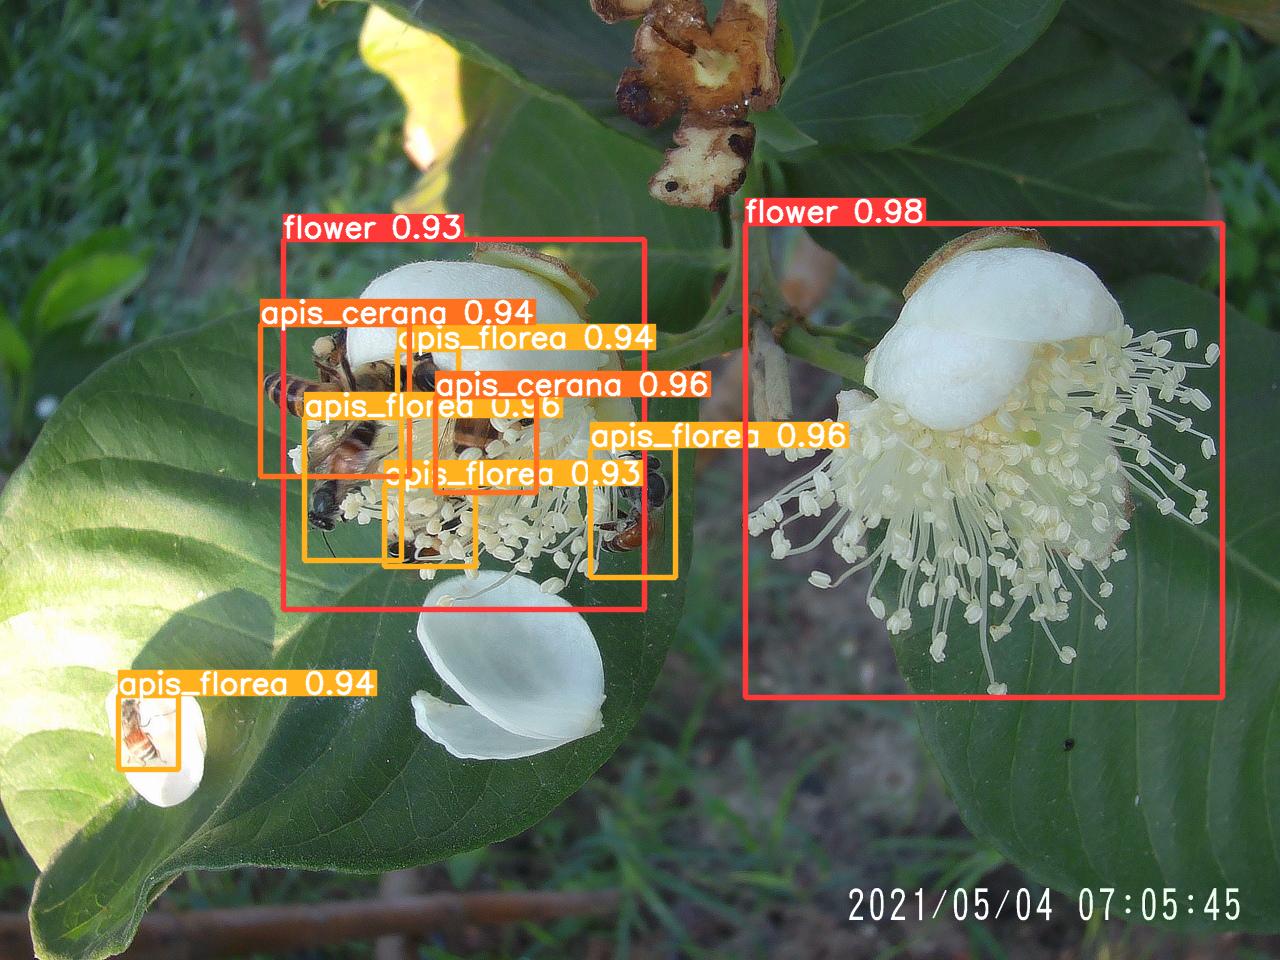 flower 0.98
flower 0.93
apis_cerana 0.94
apis_florea 0.94
apis_cerana 0.96
apis_florea 0.96
apis_florea 0.96
apis_florea 0.93
apis_florea 0.94
2021/05/04 07:05:45